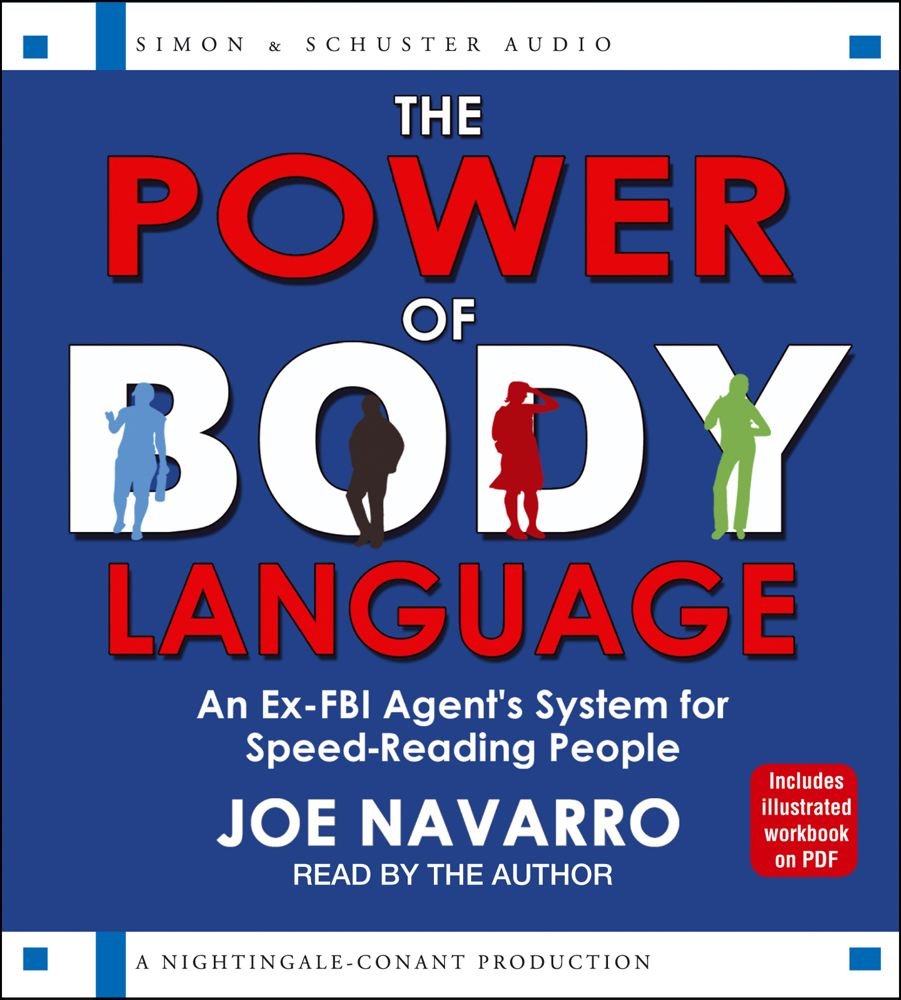 SIMON & SCHUSTER AUDIO
THE
POWER
OF
BODY
LANGUAGE
An Ex-FBI Agent's System for
Speed-Reading People
JOE NAVARRO
READ BY THE AUTHOR
Includes
illustrated
workbook
on PDF
A NIGHTINGALE-CONANT PRODUCTION